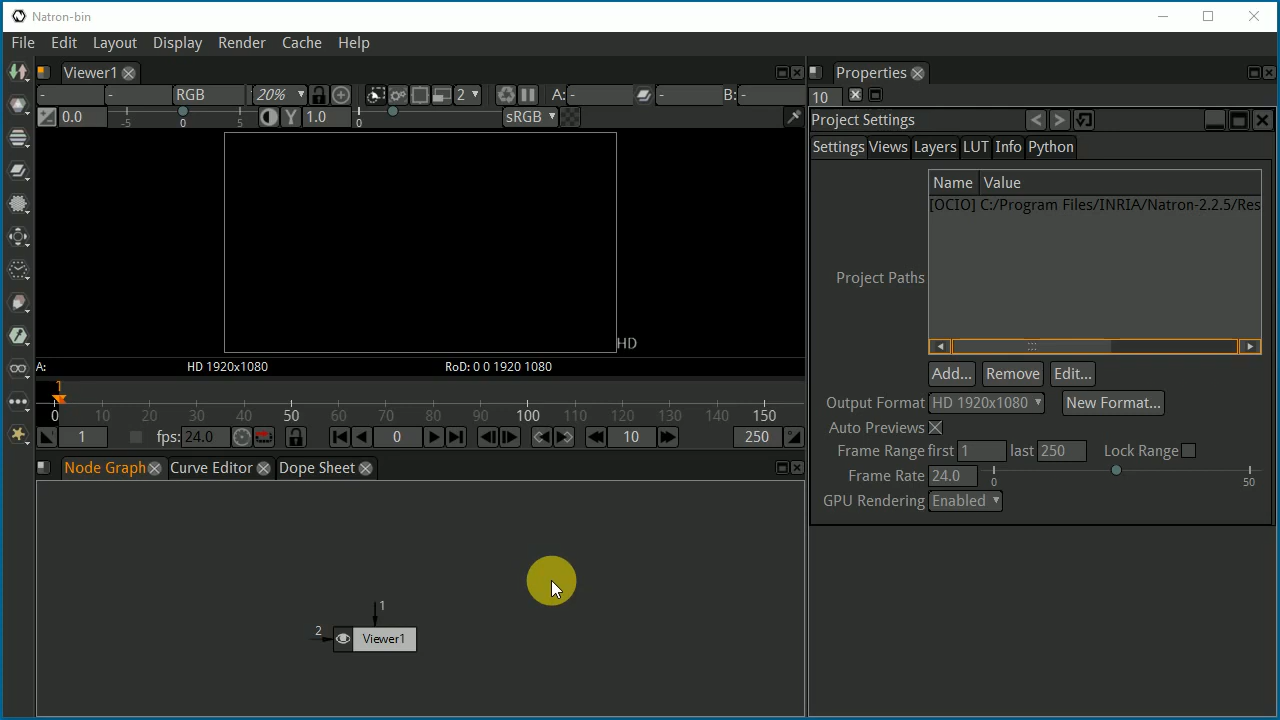 Natron-bin
File Edit Layout Display Render Cache Help
Viewer1
- - RGB 20% 2 A: - - B: -
0.0 -5 0 5 Y 1.0 0 sRGB
HD
A: HD 1920x1080 RoD: 0 0 1920 1080
1
0 10 20 30 40 50 60 70 80 90 100 110 120 130 140 150
1 fps: 24.0 0 10 250
Node Graph Curve Editor Dope Sheet
1
2 Viewer1
Properties
10
Project Settings
Settings Views Layers LUT Info Python
Name Value
[OCIO] C:/Program Files/INRIA/Natron-2.2.5/Res
Project Paths
Add... Remove Edit...
Output Format HD 1920x1080 New Format...
Auto Previews
Frame Range first 1 last 250 Lock Range
Frame Rate 24.0 0 50
GPU Rendering Enabled